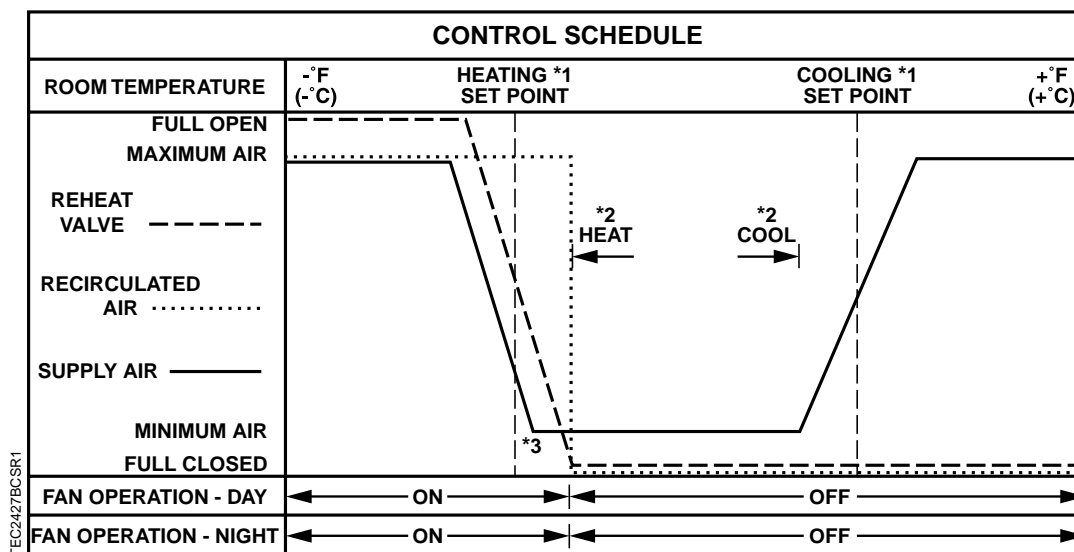 CONTROL SCHEDULE
ROOM TEMPERATURE
-°F
(-°C)
HEATING *1
SET POINT
COOLING *1
SET POINT
+°F
(+°C)
FULL OPEN
MAXIMUM AIR
REHEAT
VALVE
RECIRCULATED
AIR
SUPPLY AIR
MINIMUM AIR
FULL CLOSED
*2
HEAT
*2
COOL
*3
FAN OPERATION - DAY
ON
OFF
FAN OPERATION - NIGHT
ON
OFF
TEC2427BCSR1